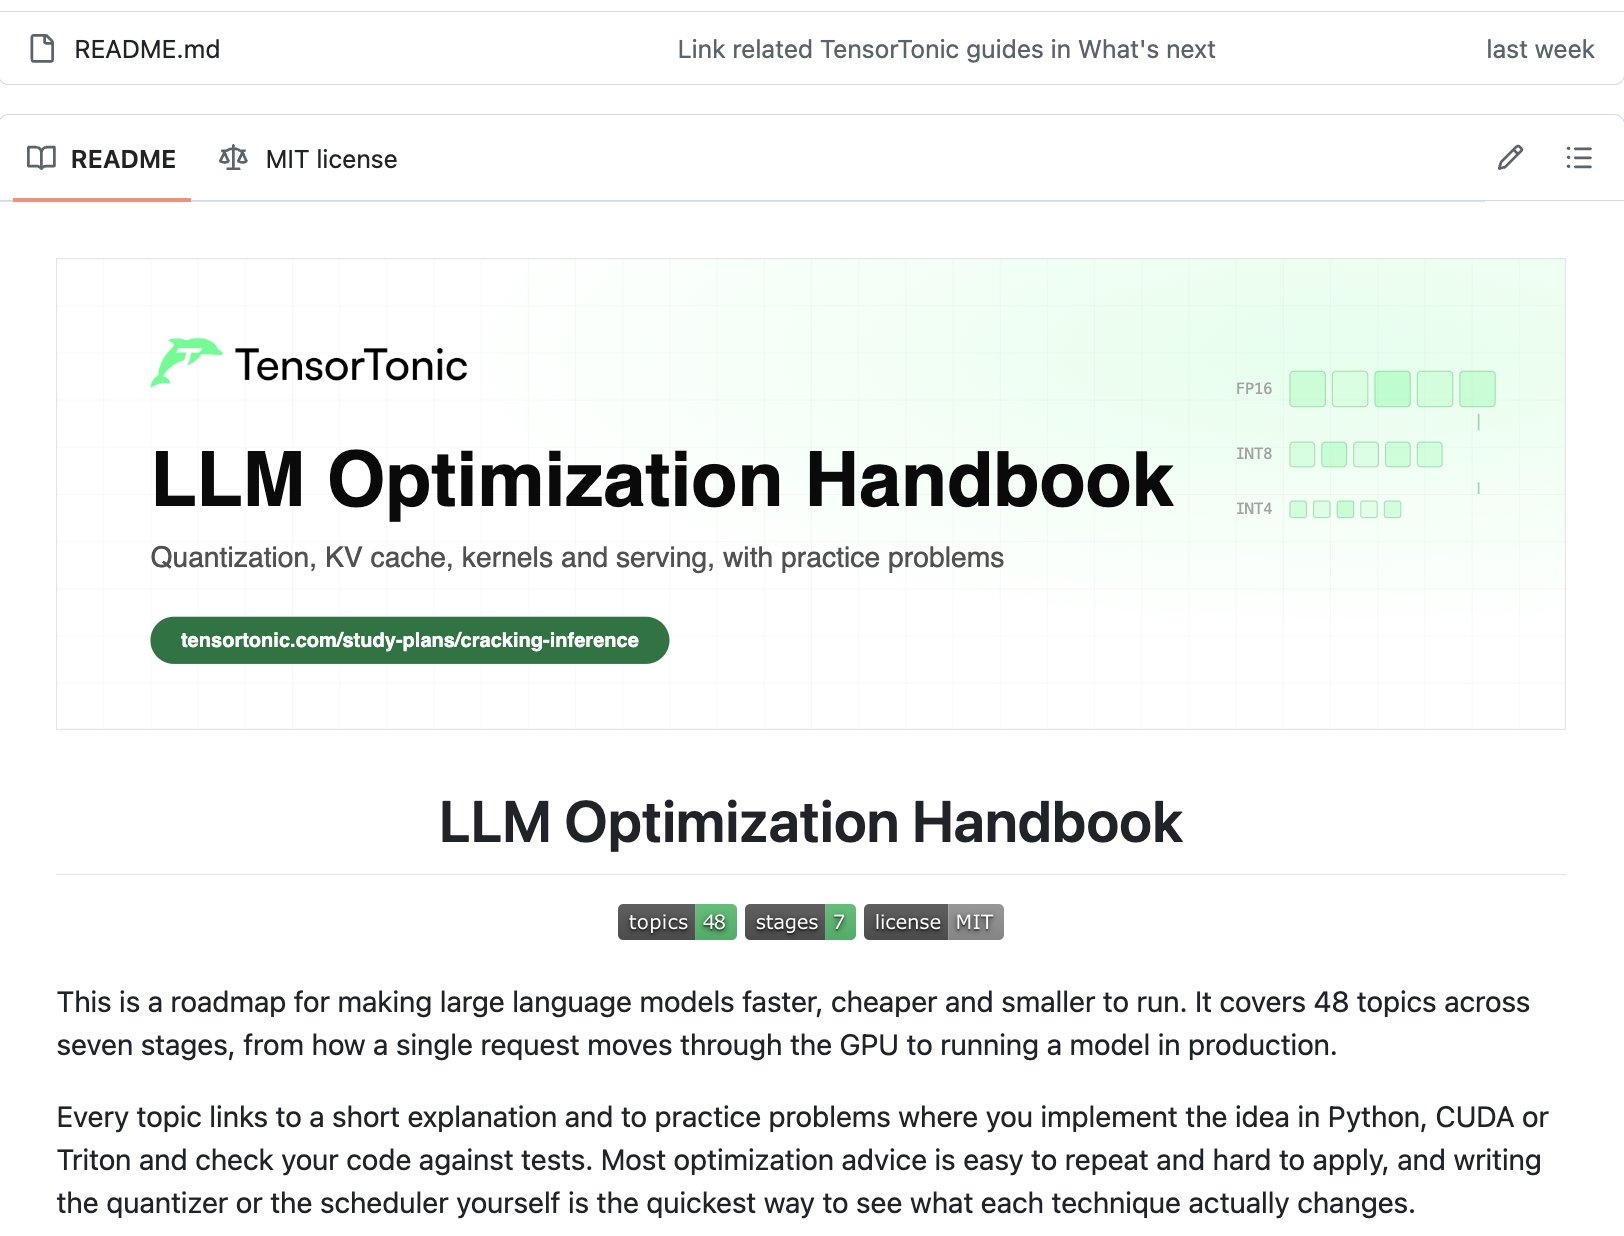 README.md Link related TensorTonic guides in What's next last week
README MIT license
TensorTonic
LLM Optimization Handbook
Quantization, KV cache, kernels and serving, with practice problems
tensortonic.com/study-plans/cracking-inference
FP16
INT8
INT4
LLM Optimization Handbook
topics 48 stages 7 license MIT
This is a roadmap for making large language models faster, cheaper and smaller to run. It covers 48 topics across
seven stages, from how a single request moves through the GPU to running a model in production.
Every topic links to a short explanation and to practice problems where you implement the idea in Python, CUDA or
Triton and check your code against tests. Most optimization advice is easy to repeat and hard to apply, and writing
the quantizer or the scheduler yourself is the quickest way to see what each technique actually changes.